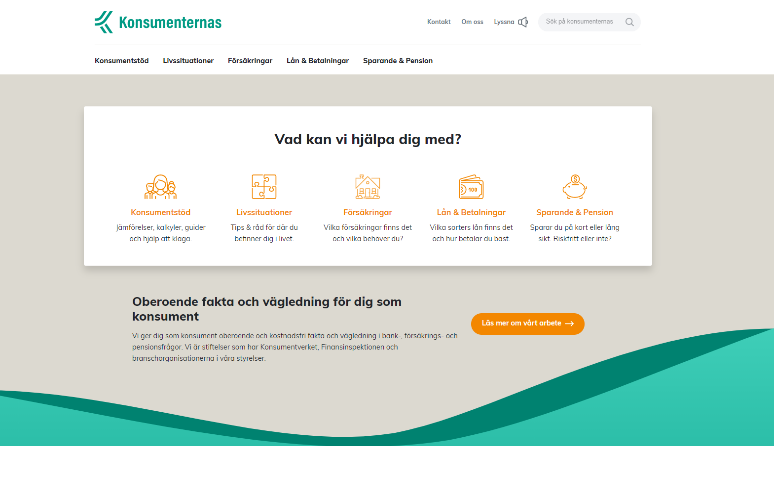 Konsumenternas
Kontakt Om oss Lyssna Sök på konsumenternas
Konsumentstöd Livssituationer Försäkringar Lån & Betalningar Sparande & Pension
Vad kan vi hjälpa dig med?
Konsumentstöd
Jämförelser, kalkyler, guider
och hjälp att klaga.
Livssituationer
Tips & råd för där du
befinner dig i livet.
Försäkringar
Vilka försäkringar finns det
och vilka behöver du?
100
Lån & Betalningar
Vilka sorters lån finns det
och hur betalar du bäst.
Sparande & Pension
Sparar du på kort eller lång
sikt. Riskfritt eller inte?
Oberoende fakta och vägledning för dig som
konsument
Vi ger dig som konsument oberoende och kostnadsfri fakta och vägledning i bank-, försäkrings- och
pensionsfrågor. Vi är stiftelser som har Konsumentverket, Finansinspektionen och
branschorganisationerna i våra styrelser.
Läs mer om vårt arbete